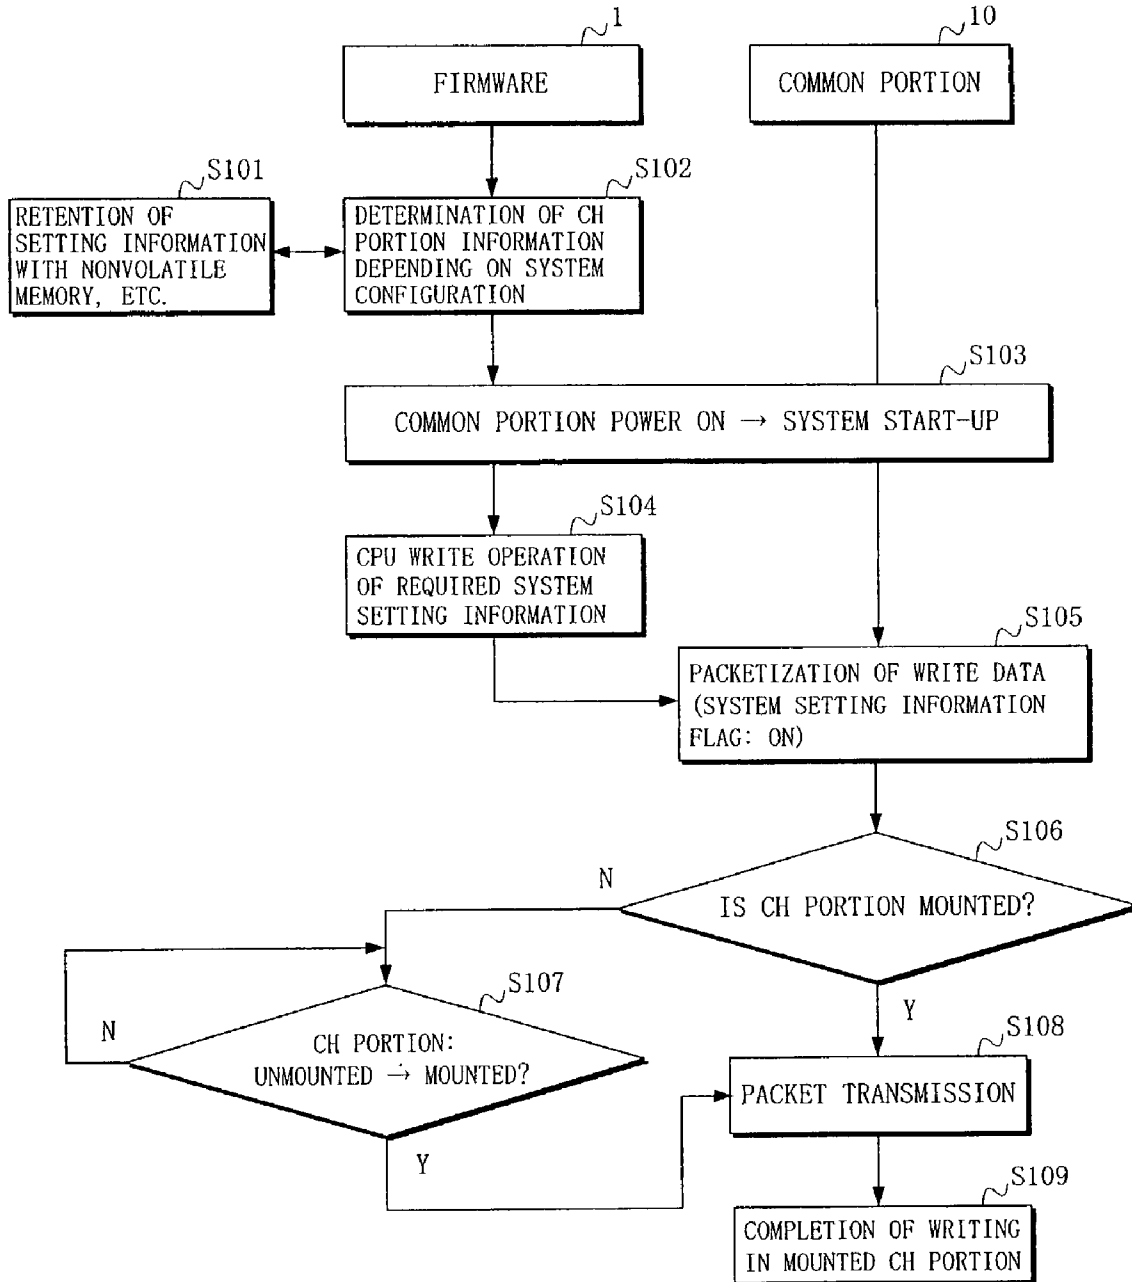 1
10
FIRMWARE
COMMON PORTION
S101
S102
RETENTION OF
SETTING INFORMATION
WITH NONVOLATILE
MEMORY, ETC.
DETERMINATION OF CH
PORTION INFORMATION
DEPENDING ON SYSTEM
CONFIGURATION
S103
COMMON PORTION POWER ON → SYSTEM START-UP
S104
CPU WRITE OPERATION
OF REQUIRED SYSTEM
SETTING INFORMATION
S105
PACKETIZATION OF WRITE DATA
(SYSTEM SETTING INFORMATION
FLAG: ON)
S106
N
IS CH PORTION MOUNTED?
S107
N
CH PORTION:
UNMOUNTED → MOUNTED?
Y
Y
S108
PACKET TRANSMISSION
S109
COMPLETION OF WRITING
IN MOUNTED CH PORTION